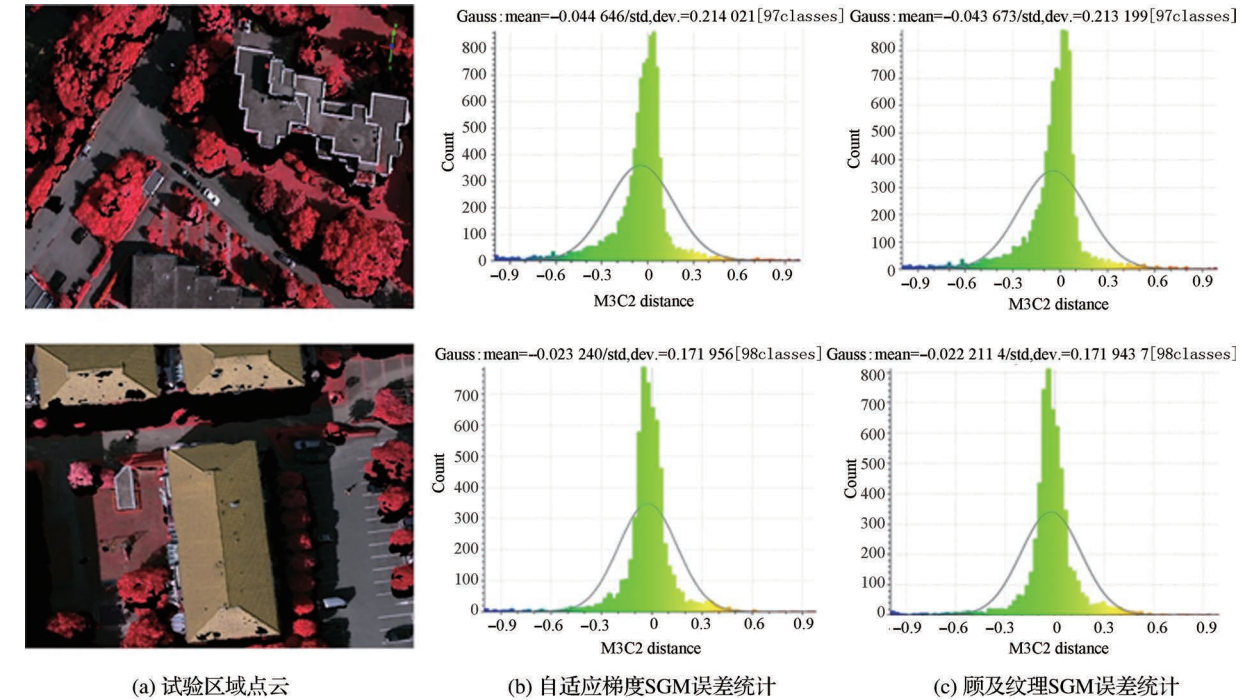 Gauss:mean=−0.044 646/std,dev.=0.214 021[97classes]
800
700
600
500
400
300
200
100
0
Count
−0.9 −0.6 −0.3 0 0.3 0.6 0.9
M3C2 distance
Gauss:mean=−0.043 673/std,dev.=0.213 199[97classes]
800
700
600
500
400
300
200
100
0
Count
−0.9 −0.6 −0.3 0 0.3 0.6 0.9
M3C2 distance
Gauss:mean=−0.023 240/std,dev.=0.171 956[98classes]
700
600
500
400
300
200
100
0
Count
−0.9 −0.6 −0.3 0 0.3 0.6 0.9
M3C2 distance
Gauss:mean=−0.022 211 4/std,dev.=0.171 943 7[98classes]
800
700
600
500
400
300
200
100
0
Count
−0.9 −0.6 −0.3 0 0.3 0.6 0.9
M3C2 distance
(a) 试验区域点云
(b) 自适应梯度SGM误差统计
(c) 顾及纹理SGM误差统计